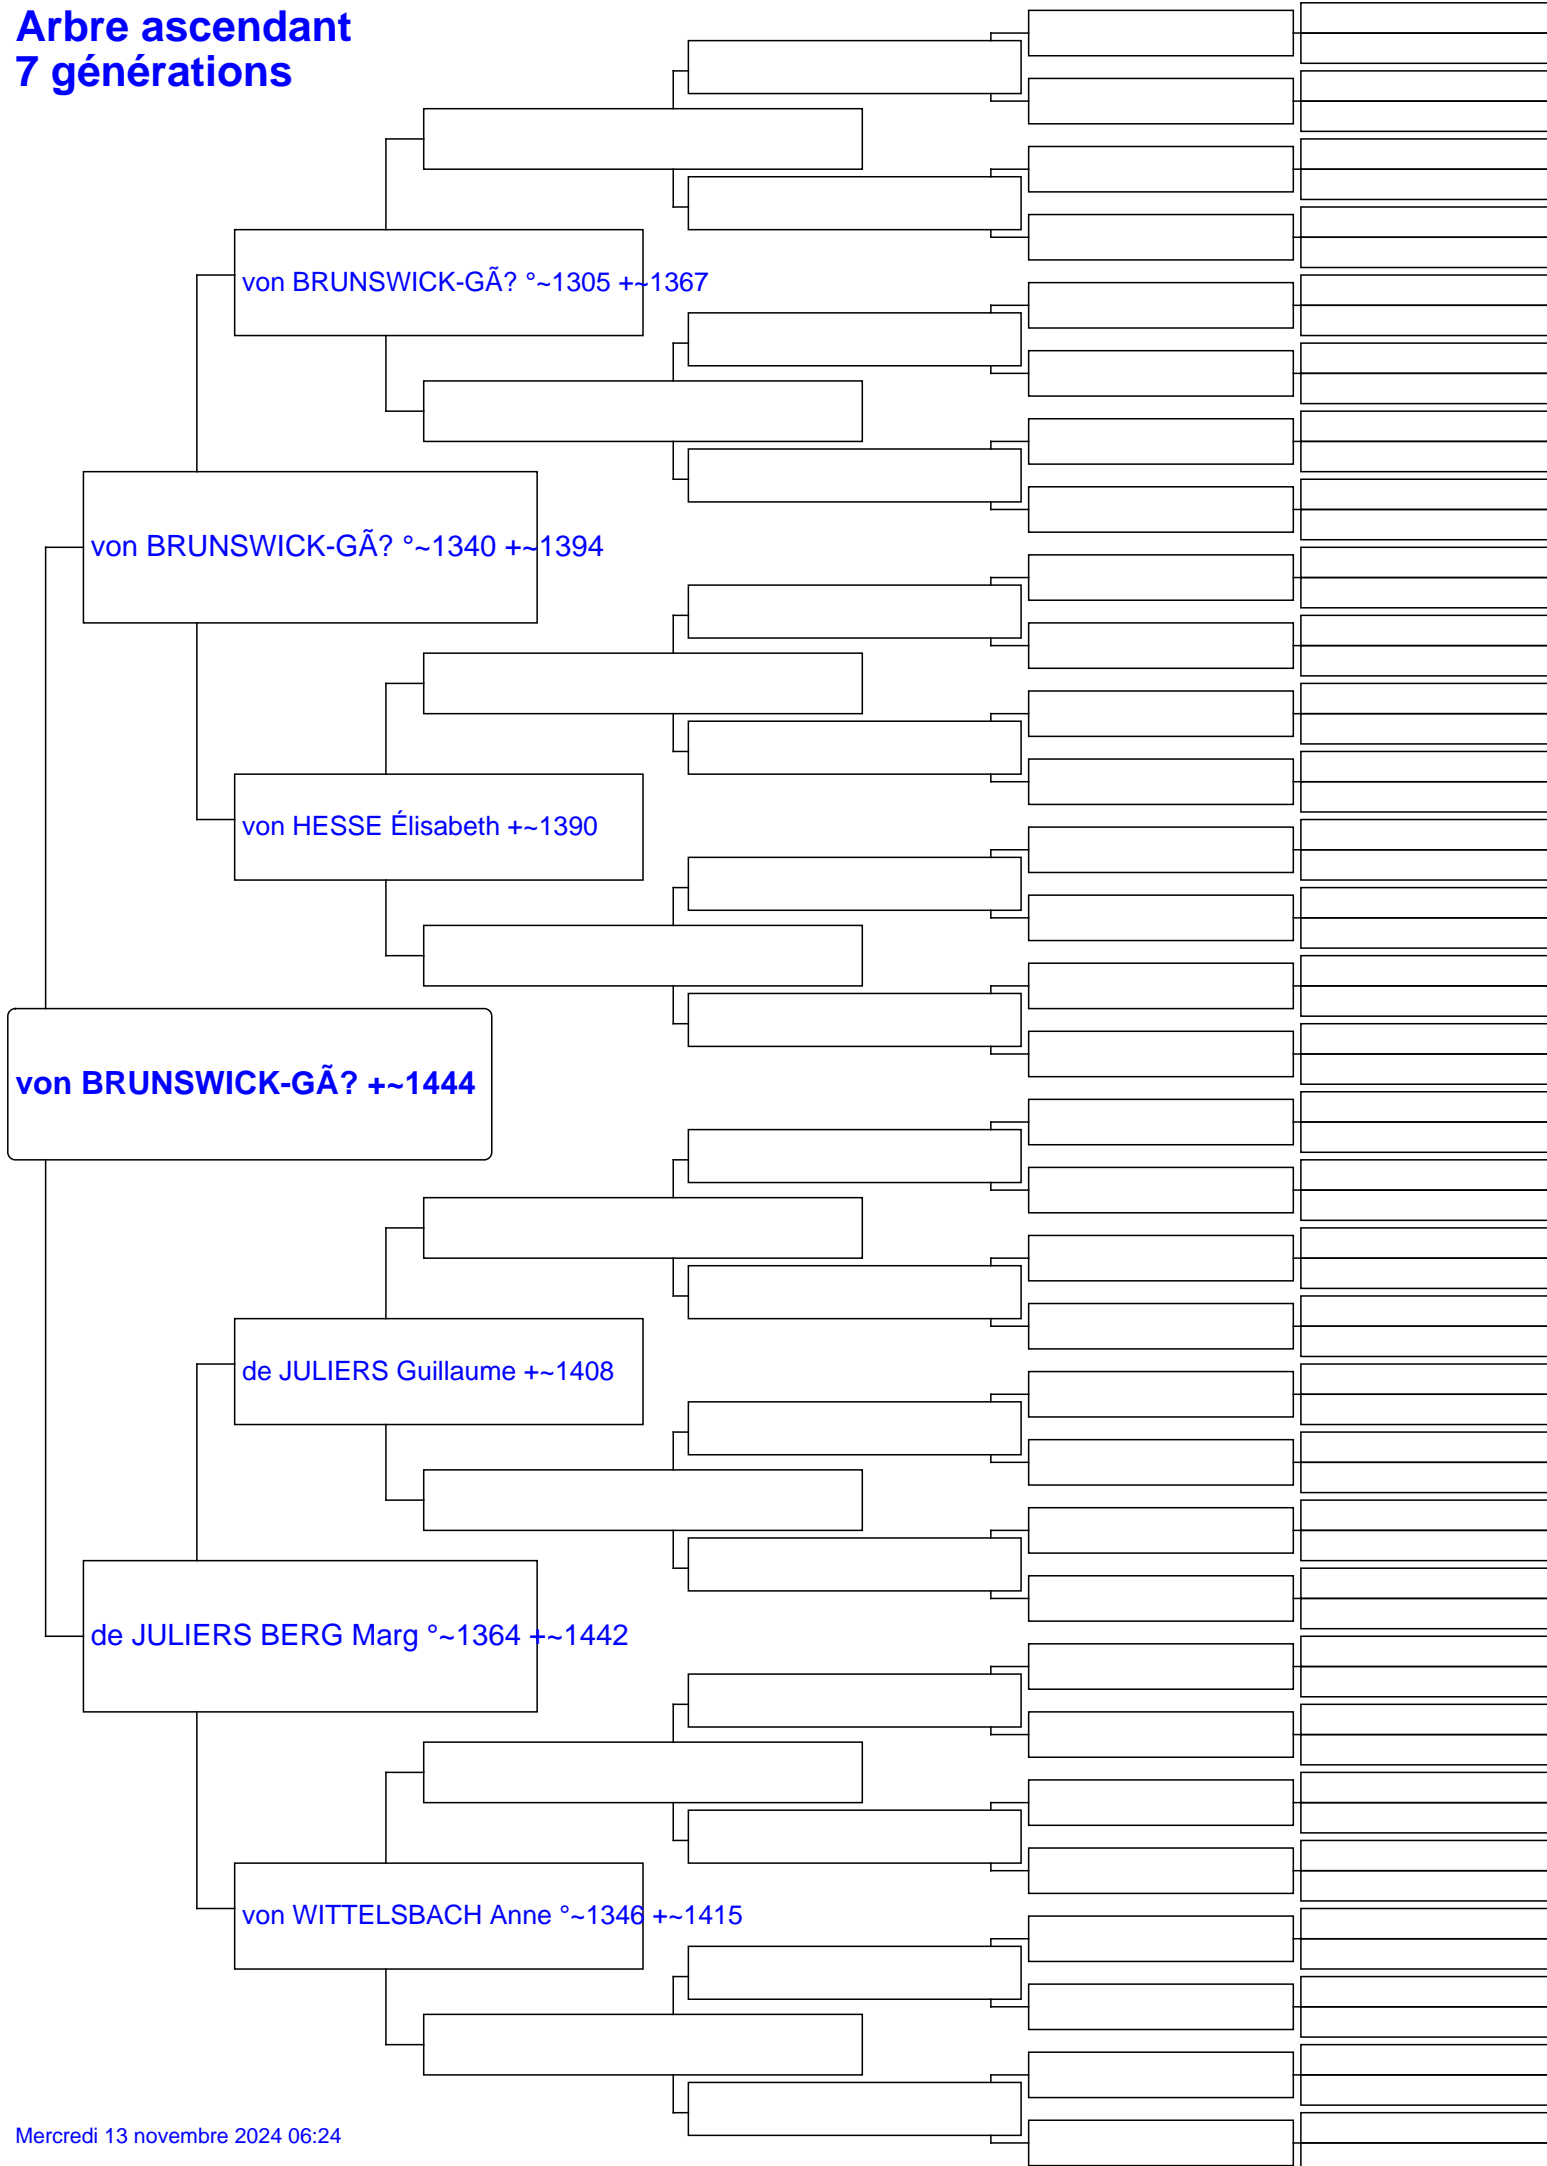 Arbre ascendant
7 générations
von BRUNSWICK-GÃ? °~1305 +~1367
von BRUNSWICK-GÃ? °~1340 +~1394
von HESSE Élisabeth +~1390
von BRUNSWICK-GÃ? +~1444
de JULIERS Guillaume +~1408
de JULIERS BERG Marg °~1364 +~1442
von WITTELSBACH Anne °~1346 +~1415
Mercredi 13 novembre 2024 06:24